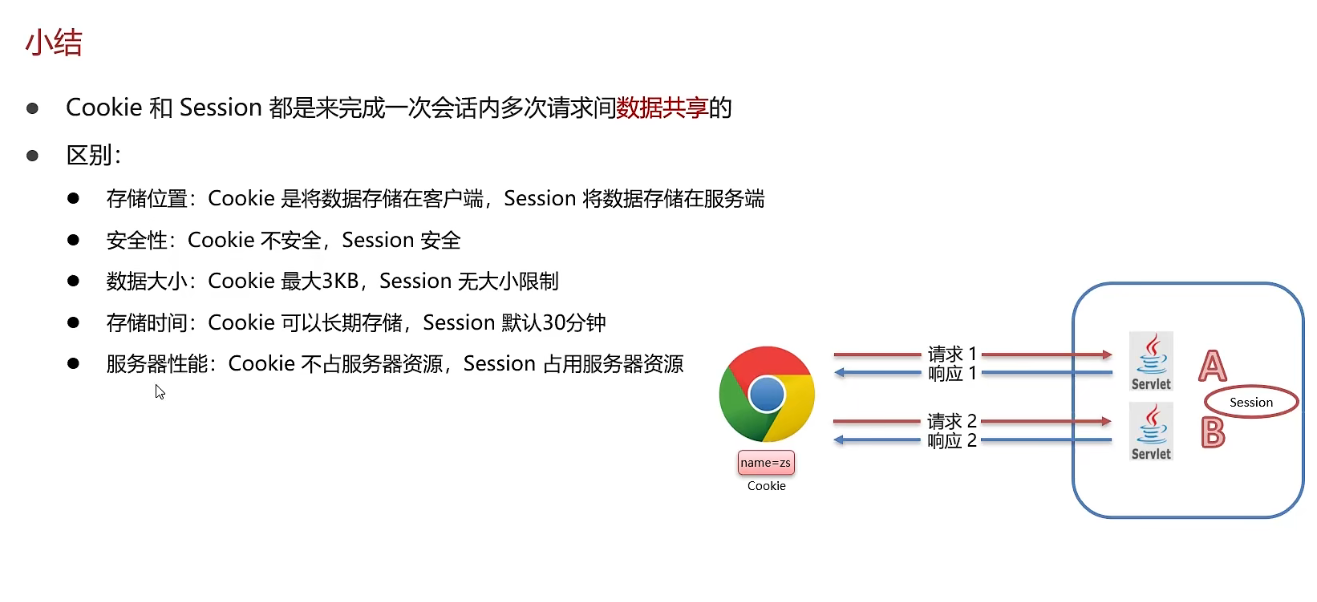 小结
Cookie 和 Session 都是来完成一次会话内多次请求间数据共享的
区别：
存储位置：Cookie 是将数据存储在客户端，Session 将数据存储在服务端
安全性：Cookie 不安全，Session 安全
数据大小：Cookie 最大3KB，Session 无大小限制
存储时间：Cookie 可以长期存储，Session 默认30分钟
服务器性能：Cookie 不占服务器资源，Session 占用服务器资源
请求 1
响应 1
Servlet
A
Session
请求 2
响应 2
Servlet
B
name=zs
Cookie